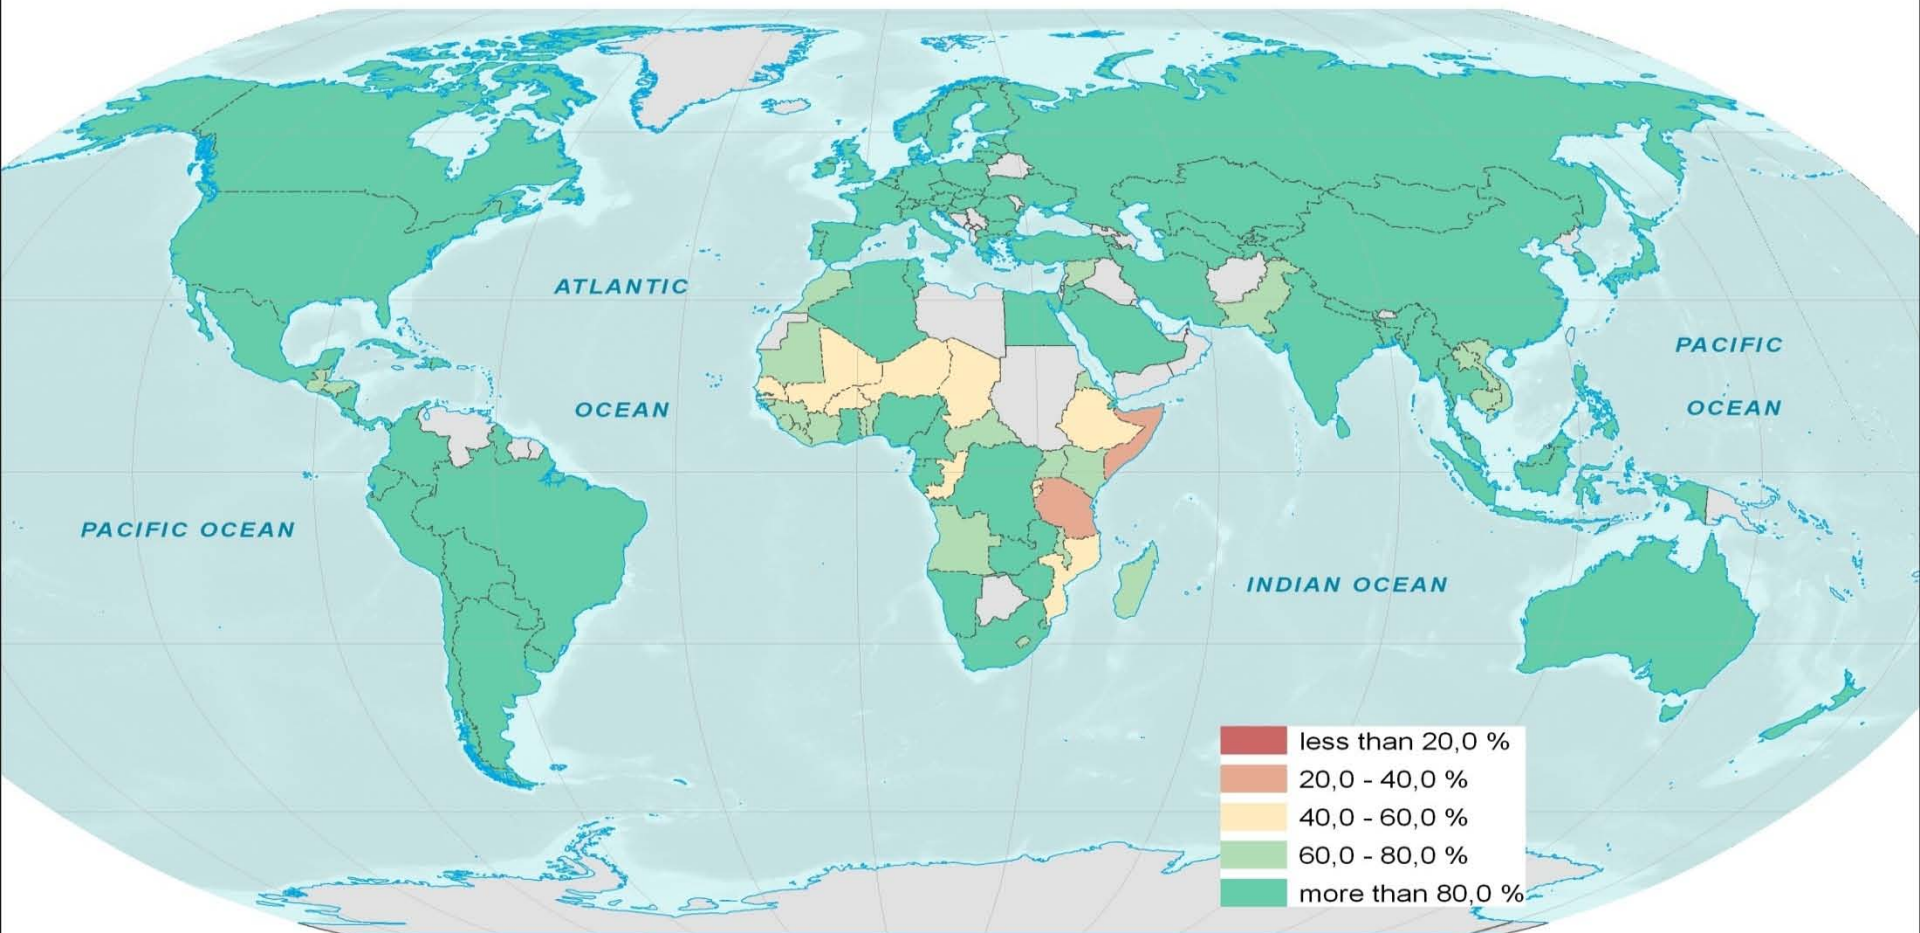 ATLANTIC
OCEAN
PACIFIC OCEAN
PACIFIC
OCEAN
INDIAN OCEAN
less than 20,0 %
20,0 - 40,0 %
40,0 - 60,0 %
60,0 - 80,0 %
more than 80,0 %